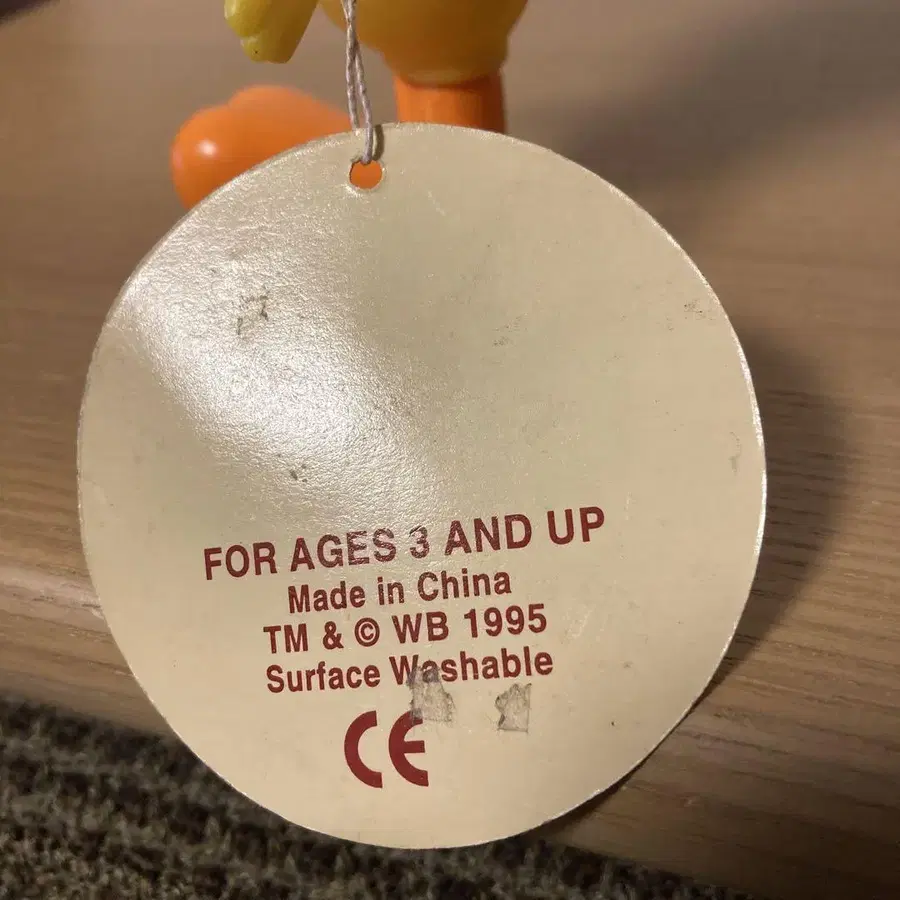 FOR AGES 3 AND UP
Made in China
TM & © WB 1995
Surface Washable
CE